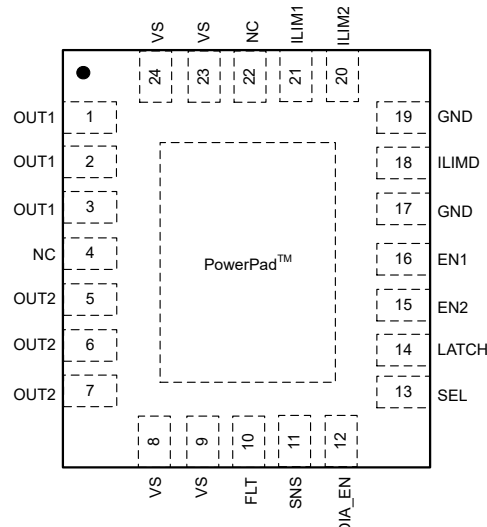 VS
VS
NC
ILIM1
ILIM2
24
23
22
21
20
OUT1 1
OUT1 2
OUT1 3
NC 4
OUT2 5
OUT2 6
OUT2 7
PowerPad™
19 GND
18 ILIMD
17 GND
16 EN1
15 EN2
14 LATCH
13 SEL
8
9
10
11
12
VS
VS
FLT
SNS
DIA_EN